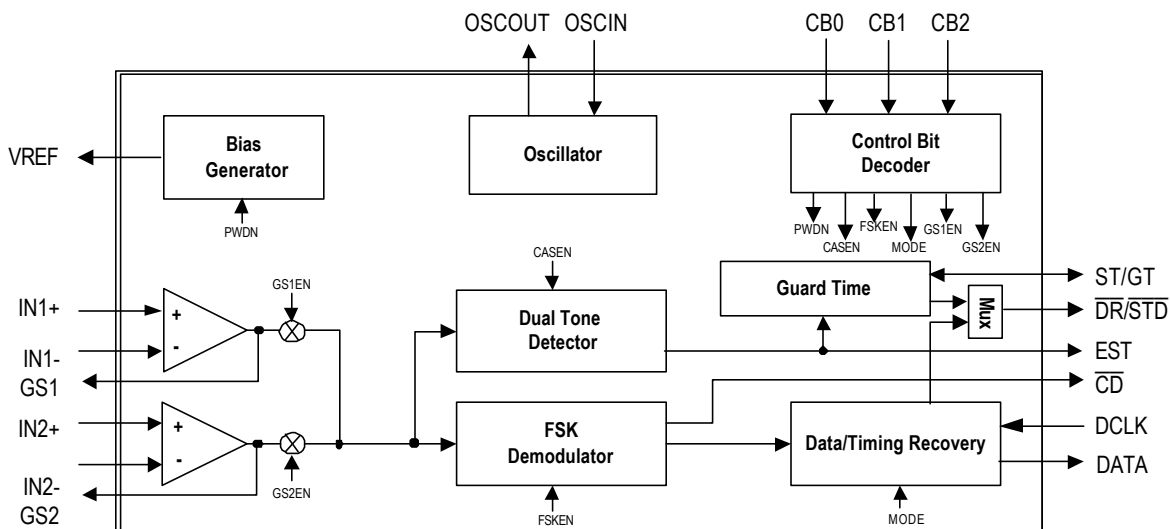 OSCOUT OSCIN CB0 CB1 CB2
VREF
Bias
Generator
PWDN
Oscillator
Control Bit
Decoder
PWDN
CASEN
FSKEN
MODE
GS1EN
GS2EN
CASEN
GS1EN
IN1+
+
-
IN1-
GS1
Dual Tone
Detector
Guard Time
Mux
ST/GT
DR/STD
EST
CD
IN2+
+
-
IN2-
GS2
GS2EN
FSK
Demodulator
FSKEN
Data/Timing Recovery
MODE
DCLK
DATA